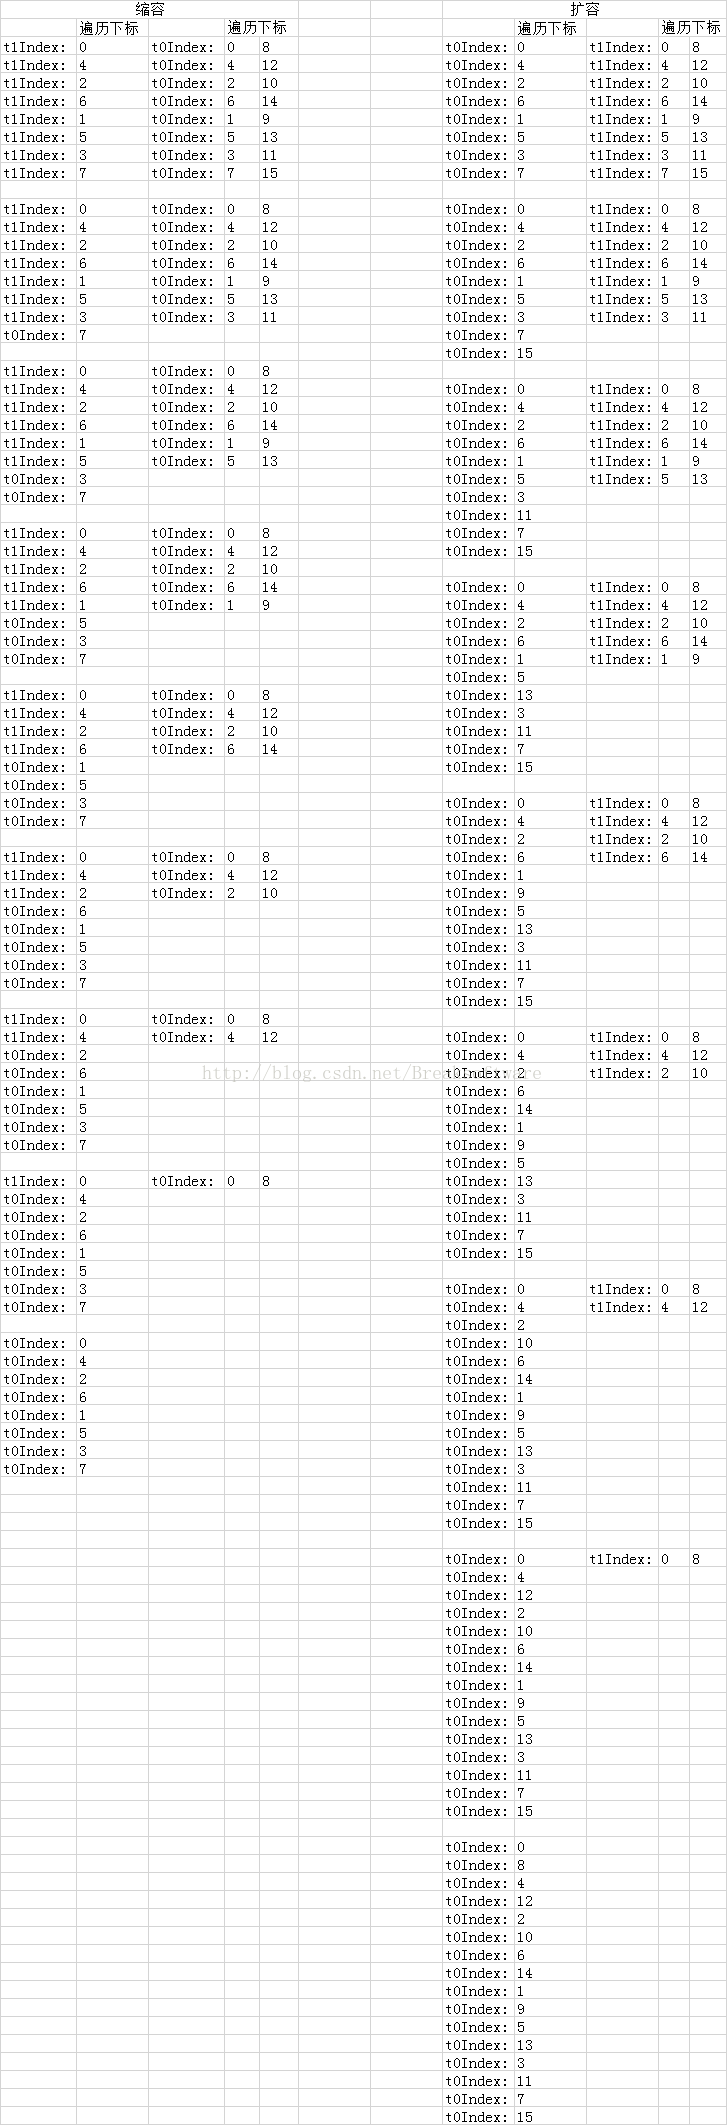 缩容 扩容
遍历下标 遍历下标 遍历下标 遍历下标
t1Index: 0 t0Index: 0 8 t0Index: 0 t1Index: 0 8
t1Index: 4 t0Index: 4 12 t0Index: 4 t1Index: 4 12
t1Index: 2 t0Index: 2 10 t0Index: 2 t1Index: 2 10
t1Index: 6 t0Index: 6 14 t0Index: 6 t1Index: 6 14
t1Index: 1 t0Index: 1 9 t0Index: 1 t1Index: 1 9
t1Index: 5 t0Index: 5 13 t0Index: 5 t1Index: 5 13
t1Index: 3 t0Index: 3 11 t0Index: 3 t1Index: 3 11
t1Index: 7 t0Index: 7 15 t0Index: 7 t1Index: 7 15
t1Index: 0 t0Index: 0 8 t0Index: 0 t1Index: 0 8
t1Index: 4 t0Index: 4 12 t0Index: 4 t1Index: 4 12
t1Index: 2 t0Index: 2 10 t0Index: 2 t1Index: 2 10
t1Index: 6 t0Index: 6 14 t0Index: 6 t1Index: 6 14
t1Index: 1 t0Index: 1 9 t0Index: 1 t1Index: 1 9
t1Index: 5 t0Index: 5 13 t0Index: 5 t1Index: 5 13
t1Index: 3 t0Index: 3 11 t0Index: 3 t1Index: 3 11
t0Index: 7 t0Index: 7
t0Index: 15
t1Index: 0 t0Index: 0 8
t1Index: 4 t0Index: 4 12 t0Index: 0 t1Index: 0 8
t1Index: 2 t0Index: 2 10 t0Index: 4 t1Index: 4 12
t1Index: 6 t0Index: 6 14 t0Index: 2 t1Index: 2 10
t1Index: 1 t0Index: 1 9 t0Index: 6 t1Index: 6 14
t1Index: 5 t0Index: 5 13 t0Index: 1 t1Index: 1 9
t0Index: 3 t0Index: 5 t1Index: 5 13
t0Index: 7 t0Index: 3
t0Index: 11
t1Index: 0 t0Index: 0 8 t0Index: 7
t1Index: 4 t0Index: 4 12 t0Index: 15
t1Index: 2 t0Index: 2 10
t1Index: 6 t0Index: 6 14 t0Index: 0 t1Index: 0 8
t1Index: 1 t0Index: 1 9 t0Index: 4 t1Index: 4 12
t0Index: 5 t0Index: 2 t1Index: 2 10
t0Index: 3 t0Index: 6 t1Index: 6 14
t0Index: 7 t0Index: 1 t1Index: 1 9
t0Index: 5
t1Index: 0 t0Index: 0 8 t0Index: 13
t1Index: 4 t0Index: 4 12 t0Index: 3
t1Index: 2 t0Index: 2 10 t0Index: 11
t1Index: 6 t0Index: 6 14 t0Index: 7
t0Index: 1 t0Index: 15
t0Index: 5
t0Index: 3 t0Index: 0 t1Index: 0 8
t0Index: 7 t0Index: 4 t1Index: 4 12
t0Index: 2 t1Index: 2 10
t1Index: 0 t0Index: 0 8 t0Index: 6 t1Index: 6 14
t1Index: 4 t0Index: 4 12 t0Index: 1
t1Index: 2 t0Index: 2 10 t0Index: 9
t0Index: 6 t0Index: 5
t0Index: 1 t0Index: 13
t0Index: 5 t0Index: 3
t0Index: 3 t0Index: 11
t0Index: 7 t0Index: 7
t0Index: 15
t1Index: 0 t0Index: 0 8
t1Index: 4 t0Index: 4 12 t0Index: 0 t1Index: 0 8
t0Index: 2 t0Index: 4 t1Index: 4 12
t0Index: 6 t0Index: 2 t1Index: 2 10
http://blog.csdn.net/Breaksoftware
t0Index: 1 t0Index: 6
t0Index: 5 t0Index: 14
t0Index: 3 t0Index: 1
t0Index: 7 t0Index: 9
t0Index: 5
t1Index: 0 t0Index: 0 8 t0Index: 13
t0Index: 4 t0Index: 3
t0Index: 2 t0Index: 11
t0Index: 6 t0Index: 7
t0Index: 1 t0Index: 15
t0Index: 5
t0Index: 3 t0Index: 0 t1Index: 0 8
t0Index: 7 t0Index: 4 t1Index: 4 12
t0Index: 2
t0Index: 0 t0Index: 10
t0Index: 4 t0Index: 6
t0Index: 2 t0Index: 14
t0Index: 6 t0Index: 1
t0Index: 1 t0Index: 9
t0Index: 5 t0Index: 5
t0Index: 3 t0Index: 13
t0Index: 7 t0Index: 3
t0Index: 11
t0Index: 7
t0Index: 15
t0Index: 0 t1Index: 0 8
t0Index: 4
t0Index: 12
t0Index: 2
t0Index: 10
t0Index: 6
t0Index: 14
t0Index: 1
t0Index: 9
t0Index: 5
t0Index: 13
t0Index: 3
t0Index: 11
t0Index: 7
t0Index: 15
t0Index: 0
t0Index: 8
t0Index: 4
t0Index: 12
t0Index: 2
t0Index: 10
t0Index: 6
t0Index: 14
t0Index: 1
t0Index: 9
t0Index: 5
t0Index: 13
t0Index: 3
t0Index: 11
t0Index: 7
t0Index: 15